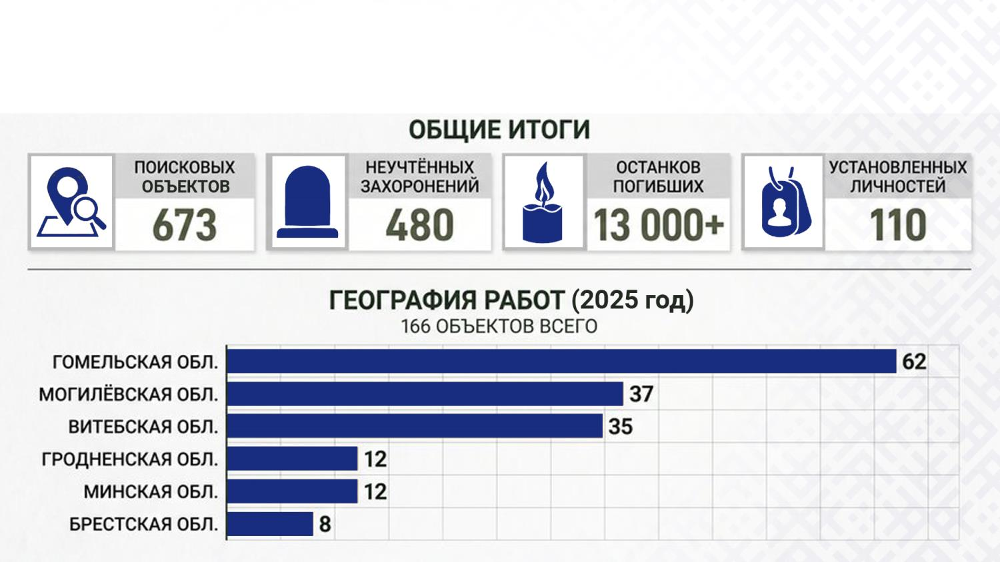 ОБЩИЕ ИТОГИ
ПОИСКОВЫХ
ОБЪЕКТОВ
673
НЕУЧТЁННЫХ
ЗАХОРОНЕНИЙ
480
ОСТАНКОВ
ПОГИБШИХ
13 000+
УСТАНОВЛЕННЫХ
ЛИЧНОСТЕЙ
110
ГЕОГРАФИЯ РАБОТ (2025 год)
166 ОБЪЕКТОВ ВСЕГО
ГОМЕЛЬСКАЯ ОБЛ. 62
МОГИЛЁВСКАЯ ОБЛ. 37
ВИТЕБСКАЯ ОБЛ. 35
ГРОДНЕНСКАЯ ОБЛ. 12
МИНСКАЯ ОБЛ. 12
БРЕСТСКАЯ ОБЛ. 8